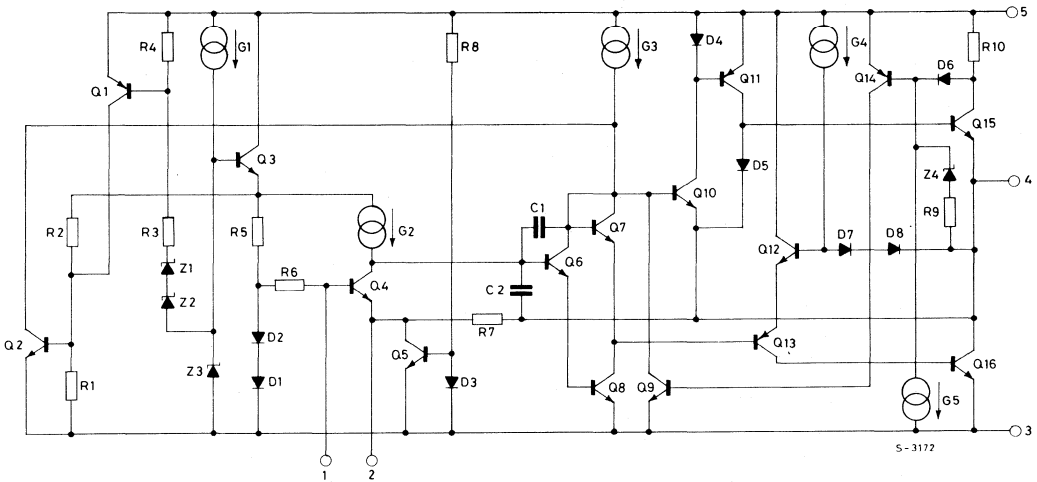 5
R4
G1
R8
G3
D4
G4
R10
Q11
Q14
D6
Q1
Q15
Q3
D5
Z4
4
C1
Q10
R2
R3
R5
G2
Q7
R9
Q12
D7
D8
Z1
R6
Q4
Q6
Z2
C2
R7
Q2
D2
Q5
Q13
Z3
Q16
R1
D1
D3
Q8
Q9
G5
3
S-3172
1
2